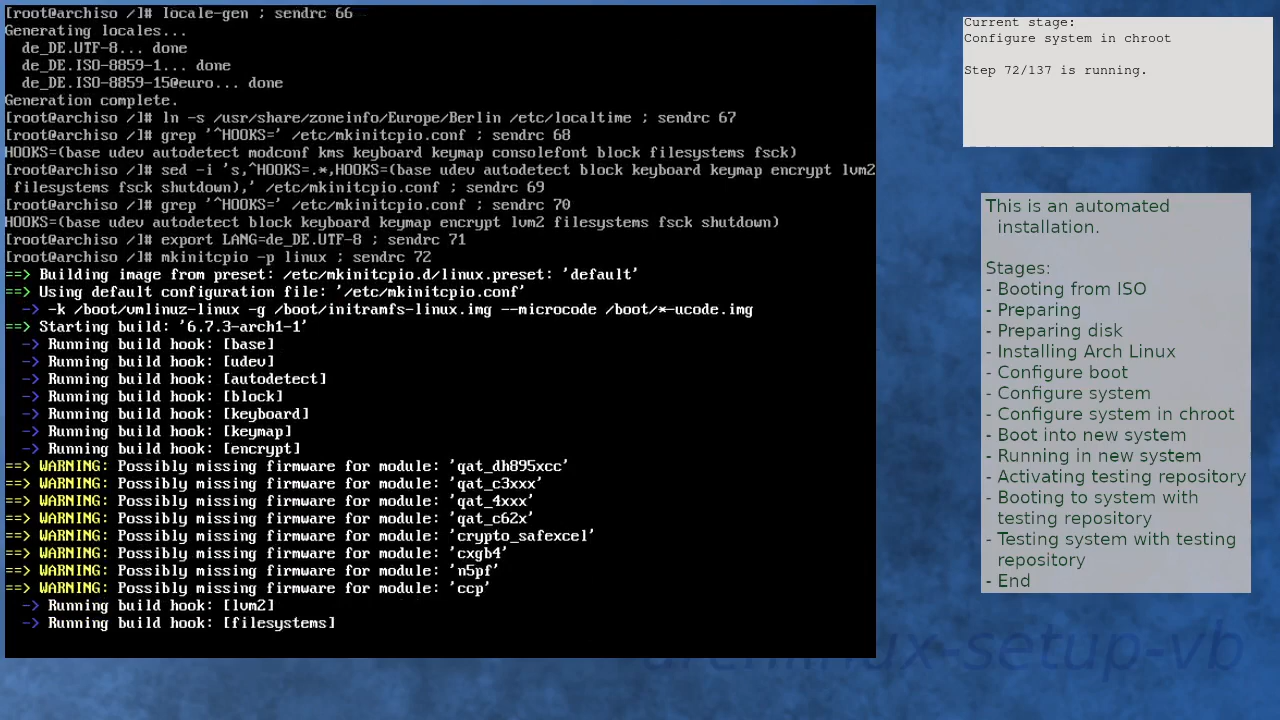 [root@archiso /]# locale-gen ; sendrc 66
Generating locales...
  de_DE.UTF-8... done
  de_DE.ISO-8859-1... done
  de_DE.ISO-8859-15@euro... done
Generation complete.
[root@archiso /]# ln -s /usr/share/zoneinfo/Europe/Berlin /etc/localtime ; sendrc 67
[root@archiso /]# grep '^HOOKS=' /etc/mkinitcpio.conf ; sendrc 68
HOOKS=(base udev autodetect modconf kms keyboard keymap consolefont block filesystems fsck)
[root@archiso /]# sed -i 's,^HOOKS=.*,HOOKS=(base udev autodetect block keyboard keymap encrypt lvm2
 filesystems fsck shutdown),' /etc/mkinitcpio.conf ; sendrc 69
[root@archiso /]# grep '^HOOKS=' /etc/mkinitcpio.conf ; sendrc 70
HOOKS=(base udev autodetect block keyboard keymap encrypt lvm2 filesystems fsck shutdown)
[root@archiso /]# export LANG=de_DE.UTF-8 ; sendrc 71
[root@archiso /]# mkinitcpio -p linux ; sendrc 72
==> Building image from preset: /etc/mkinitcpio.d/linux.preset: 'default'
==> Using default configuration file: '/etc/mkinitcpio.conf'
  -> -k /boot/vmlinuz-linux -g /boot/initramfs-linux.img --microcode /boot/*-ucode.img
==> Starting build: '6.7.3-arch1-1'
  -> Running build hook: [base]
  -> Running build hook: [udev]
  -> Running build hook: [autodetect]
  -> Running build hook: [block]
  -> Running build hook: [keyboard]
  -> Running build hook: [keymap]
  -> Running build hook: [encrypt]
==> WARNING: Possibly missing firmware for module: 'qat_dh895xcc'
==> WARNING: Possibly missing firmware for module: 'qat_c3xxx'
==> WARNING: Possibly missing firmware for module: 'qat_4xxx'
==> WARNING: Possibly missing firmware for module: 'qat_c62x'
==> WARNING: Possibly missing firmware for module: 'crypto_safexcel'
==> WARNING: Possibly missing firmware for module: 'cxgb4'
==> WARNING: Possibly missing firmware for module: 'n5pf'
==> WARNING: Possibly missing firmware for module: 'ccp'
  -> Running build hook: [lvm2]
  -> Running build hook: [filesystems]
Current stage:
Configure system in chroot
Step 72/137 is running.
This is an automated
installation.
Stages:
- Booting from ISO
- Preparing
- Preparing disk
- Installing Arch Linux
- Configure boot
- Configure system
- Configure system in chroot
- Boot into new system
- Running in new system
- Activating testing repository
- Booting to system with
testing repository
- Testing system with testing
repository
- End
archlinux-setup-vb